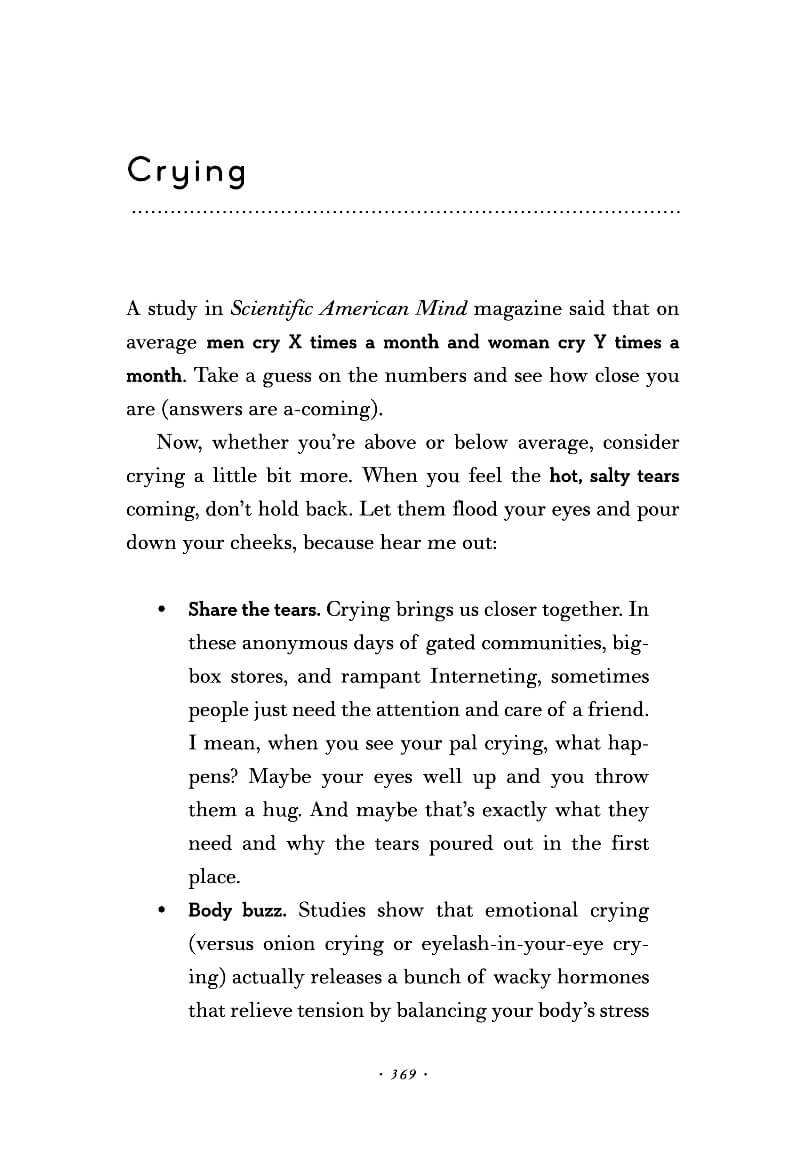 Crying
A study in Scientific American Mind magazine said that on
average men cry X times a month and woman cry Y times a
month. Take a guess on the numbers and see how close you
are (answers are a-coming).
Now, whether you’re above or below average, consider
crying a little bit more. When you feel the hot, salty tears
coming, don’t hold back. Let them flood your eyes and pour
down your cheeks, because hear me out:
• Share the tears. Crying brings us closer together. In
these anonymous days of gated communities, big-
box stores, and rampant Interneting, sometimes
people just need the attention and care of a friend.
I mean, when you see your pal crying, what hap-
pens? Maybe your eyes well up and you throw
them a hug. And maybe that’s exactly what they
need and why the tears poured out in the first
place.
• Body buzz. Studies show that emotional crying
(versus onion crying or eyelash-in-your-eye cry-
ing) actually releases a bunch of wacky hormones
that relieve tension by balancing your body’s stress
· 369 ·